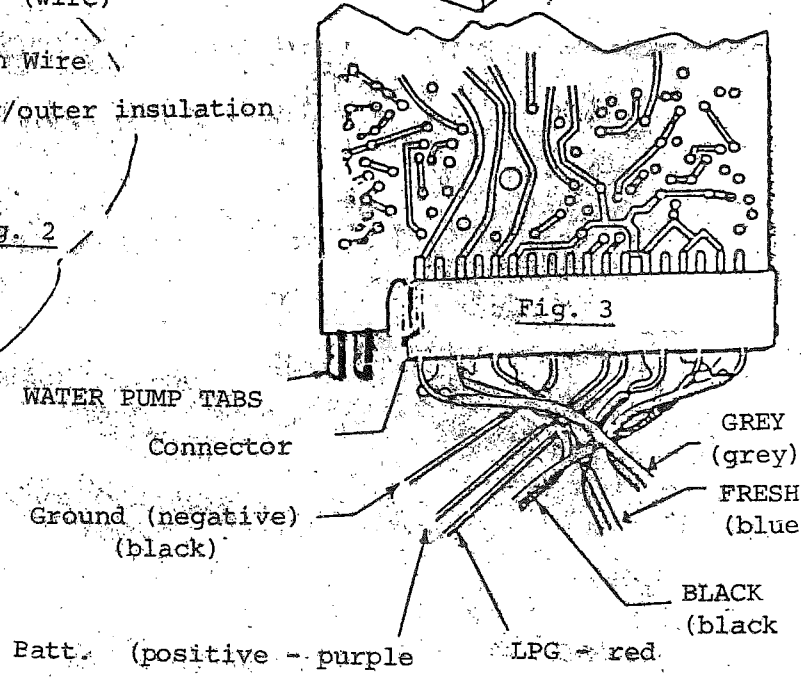 (wire)
Wire
/outer insulation
g. 2
Fig. 3
WATER PUMP TABS
Connector
GREY
(grey)
FRESH
(blue
Ground (negative)
(black)
BLACK
(black
Batt. (positive - purple
LPG - red